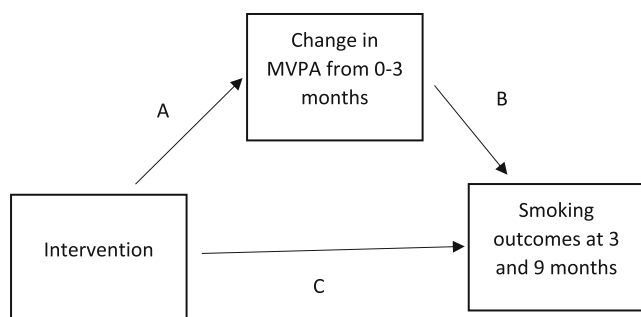 Change in
MVPA from 0-3
months
A
B
Intervention
Smoking
outcomes at 3
and 9 months
C